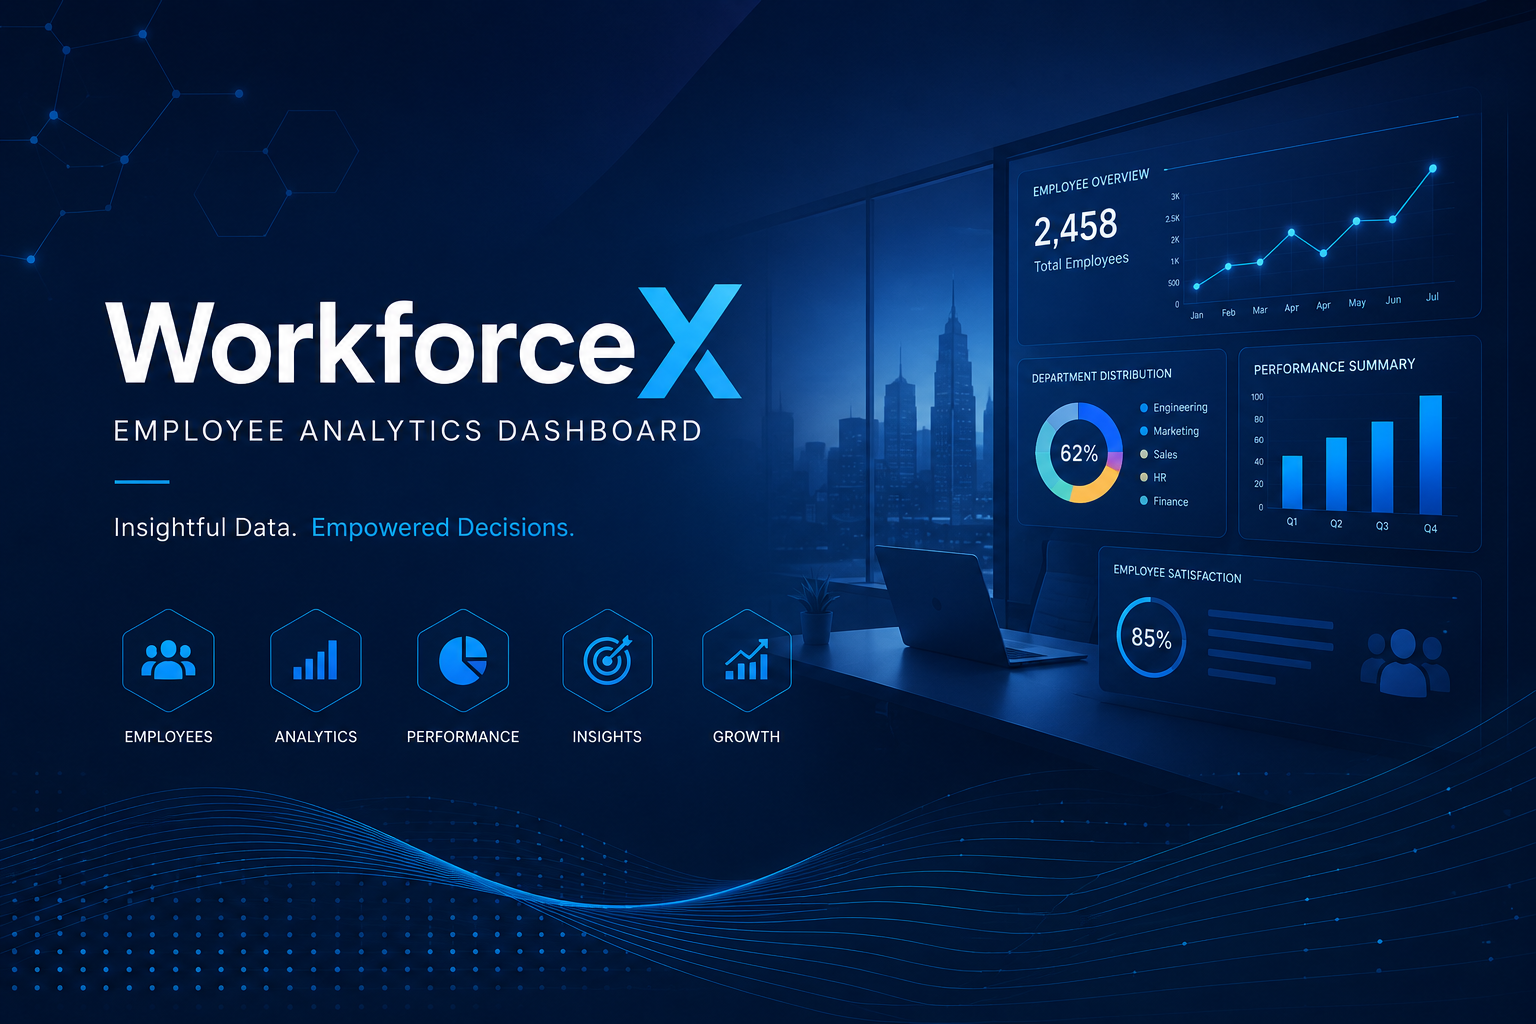 WorkforceX
EMPLOYEE ANALYTICS DASHBOARD
Insightful Data. Empowered Decisions.
EMPLOYEES
ANALYTICS
PERFORMANCE
INSIGHTS
GROWTH
EMPLOYEE OVERVIEW
2,458
Total Employees
3K
2.5K
2K
1K
500
0
Jan Feb Mar Apr Apr May Jun Jul
DEPARTMENT DISTRIBUTION
62%
Engineering
Marketing
Sales
HR
Finance
PERFORMANCE SUMMARY
100
80
60
40
20
0
Q1 Q2 Q3 Q4
EMPLOYEE SATISFACTION
85%